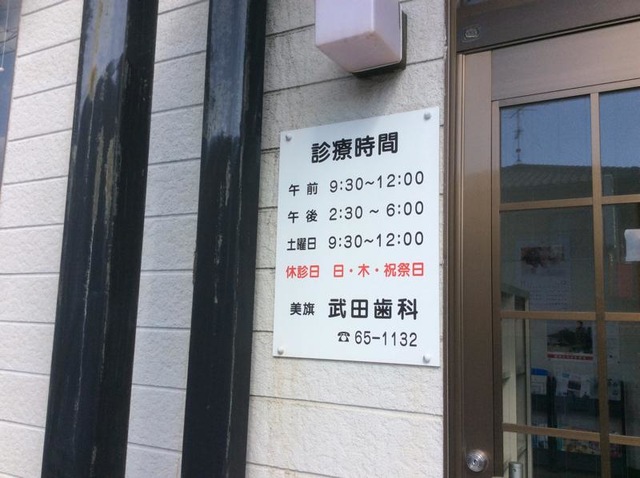 診療時間
午前 9:30～12:00
午後 2:30～6:00
土曜日 9:30～12:00
休診日 日・木・祝祭日
美旗 武田歯科
☎65-1132